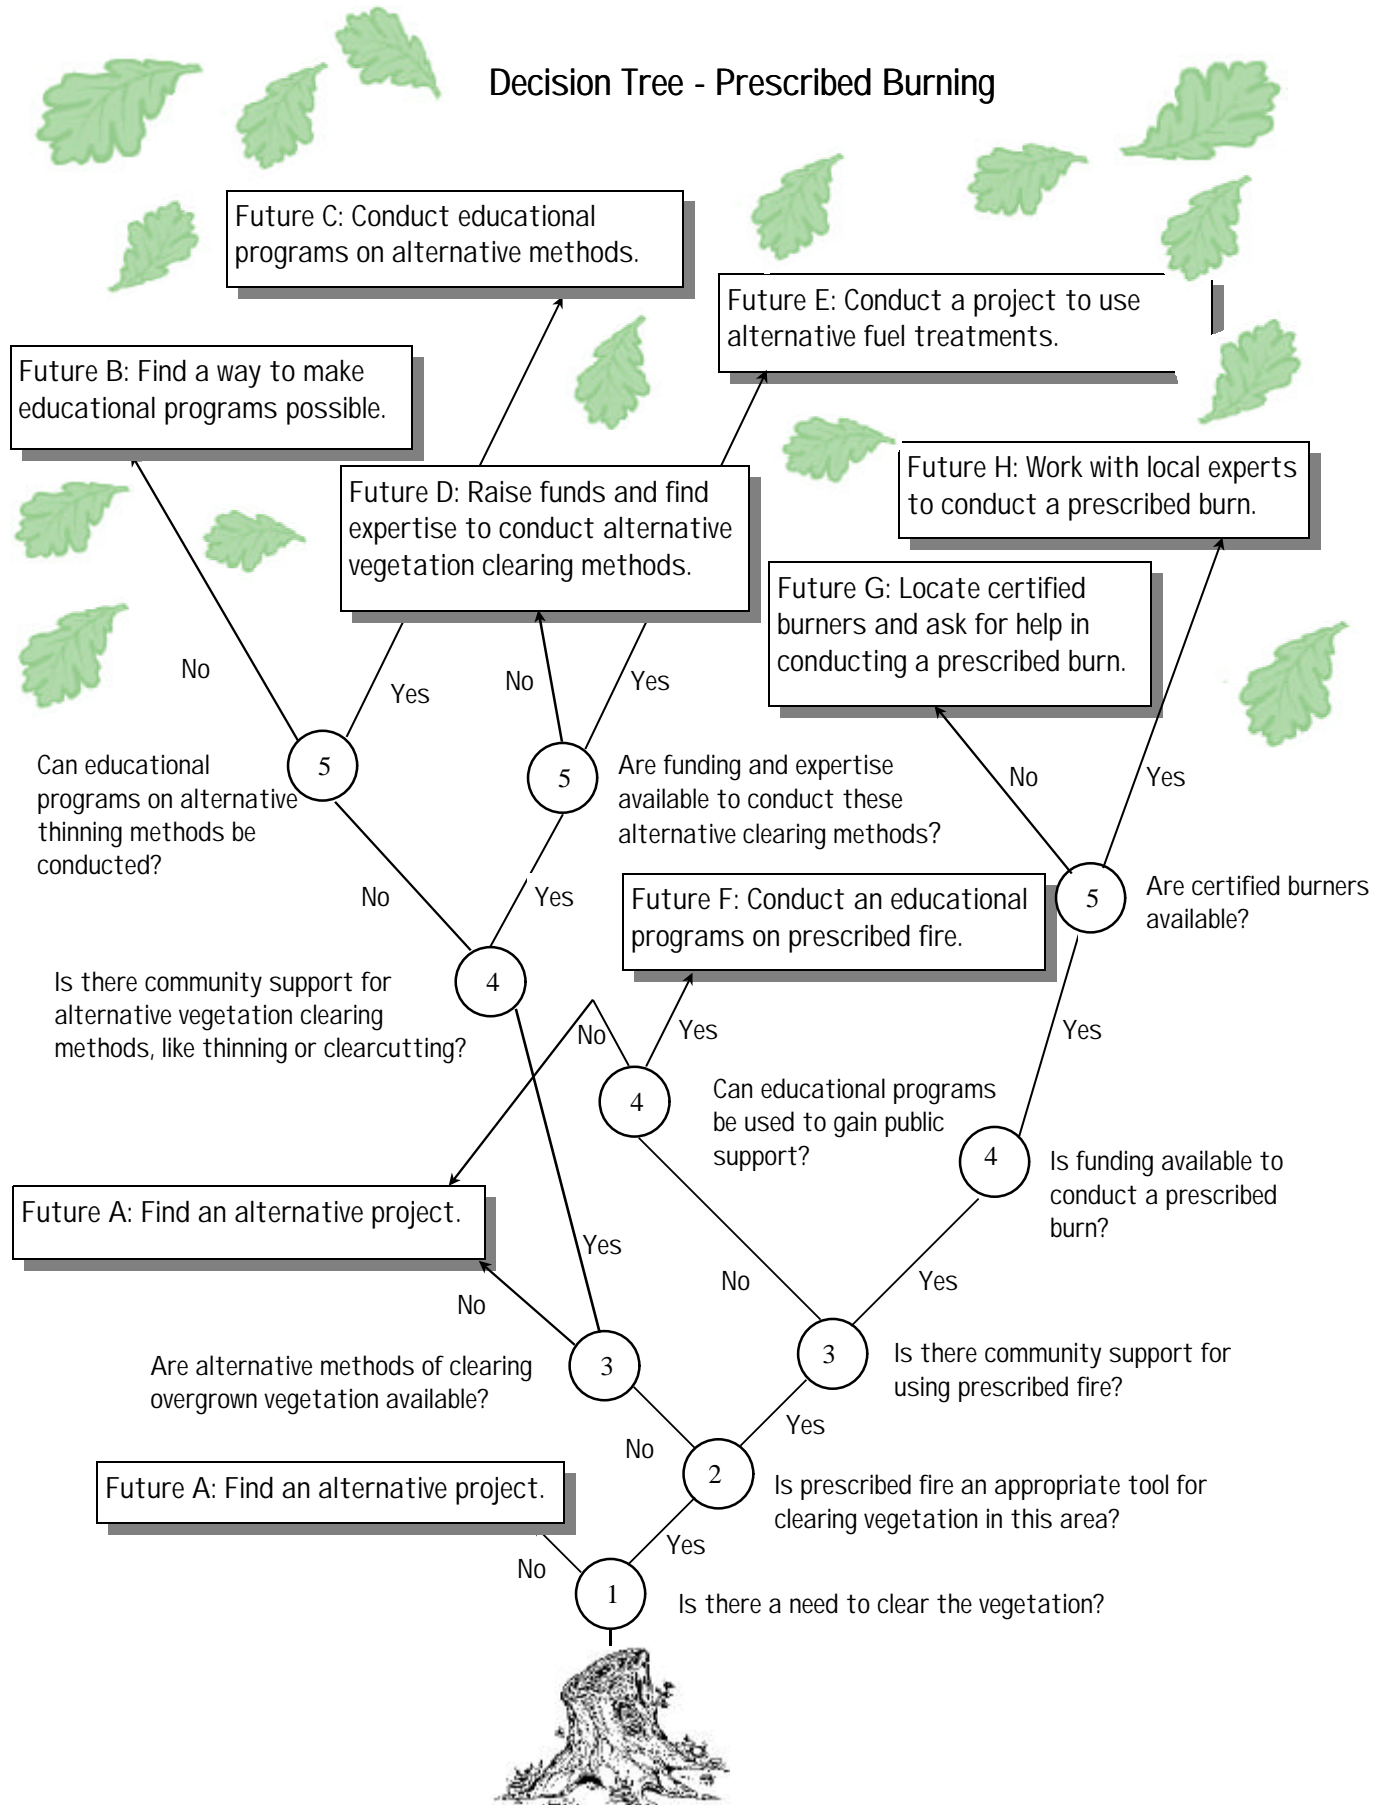 Decision Tree - Prescribed Burning
Future C: Conduct educational
programs on alternative methods.
Future E: Conduct a project to use
alternative fuel treatments.
Future B: Find a way to make
educational programs possible.
Future H: Work with local experts
to conduct a prescribed burn.
Future D: Raise funds and find
expertise to conduct alternative
vegetation clearing methods.
Future G: Locate certified
burners and ask for help in
conducting a prescribed burn.
No
Yes
No
Yes
Can educational
programs on alternative
thinning methods be
conducted?
5
5
Are funding and expertise
available to conduct these
alternative clearing methods?
No
Yes
No
Yes
Future F: Conduct an educational
programs on prescribed fire.
5
Are certified burners
available?
Is there community support for
alternative vegetation clearing
methods, like thinning or clearcutting?
4
No
Yes
Yes
4
Can educational programs
be used to gain public
support?
4
Is funding available to
conduct a prescribed
burn?
Future A: Find an alternative project.
Yes
No
No
Yes
Are alternative methods of clearing
overgrown vegetation available?
3
3
Is there community support for
using prescribed fire?
No
Yes
Future A: Find an alternative project.
2
Is prescribed fire an appropriate tool for
clearing vegetation in this area?
No
Yes
1
Is there a need to clear the vegetation?